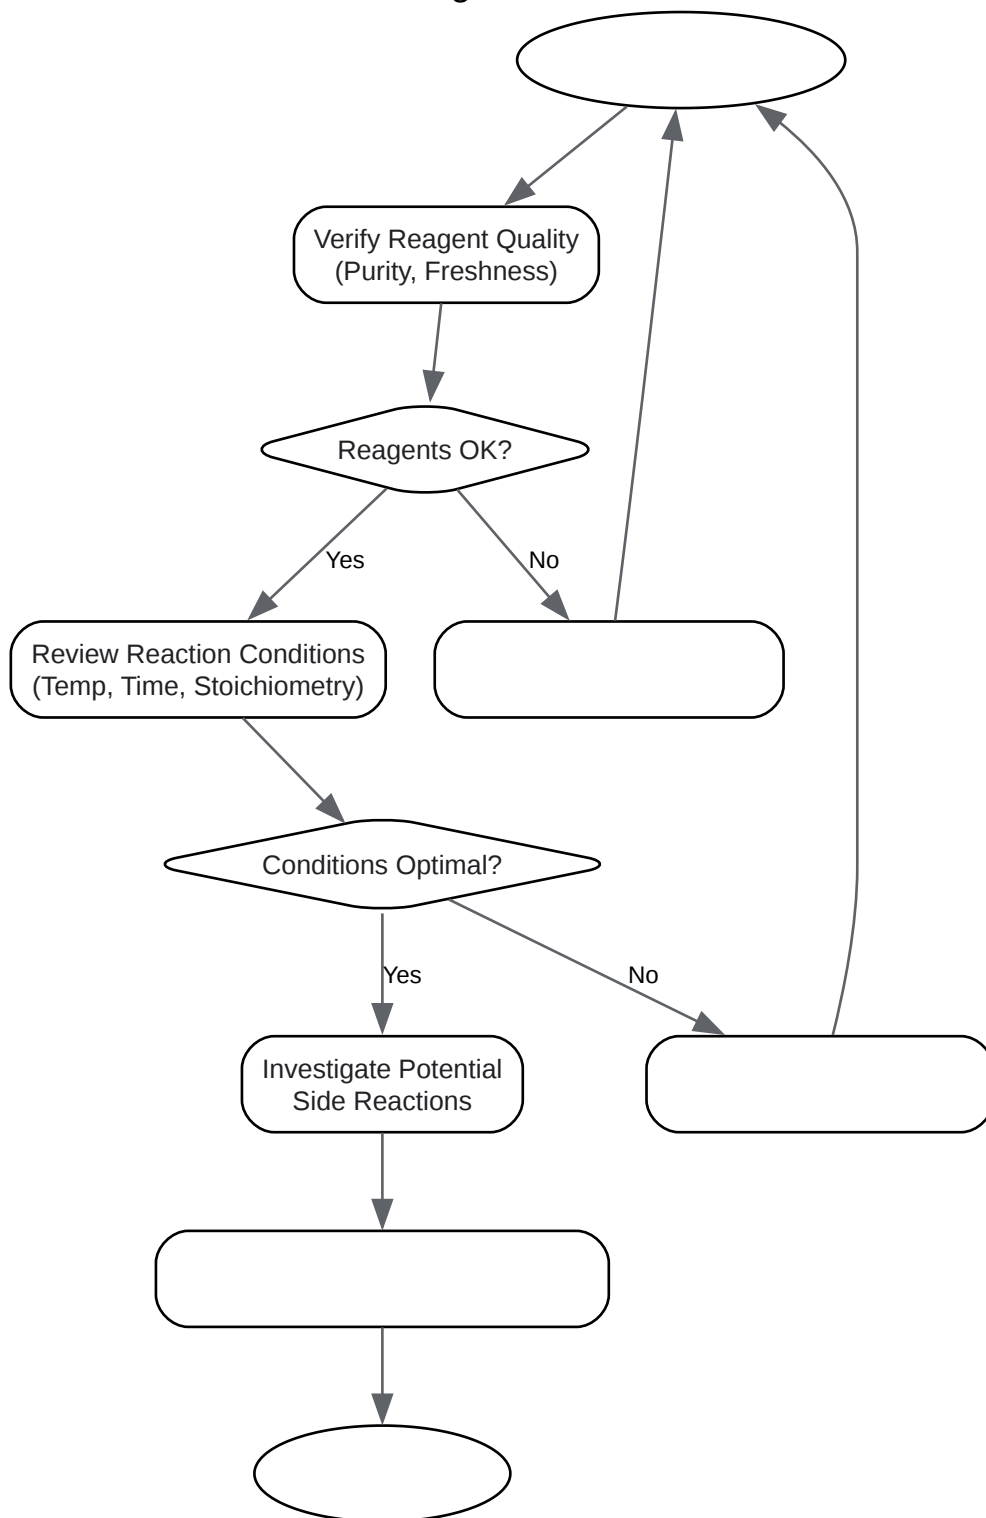 Verify Reagent Quality
(Purity, Freshness)
Reagents OK?
Yes
No
Review Reaction Conditions
(Temp, Time, Stoichiometry)
Conditions Optimal?
Yes
No
Investigate Potential
Side Reactions